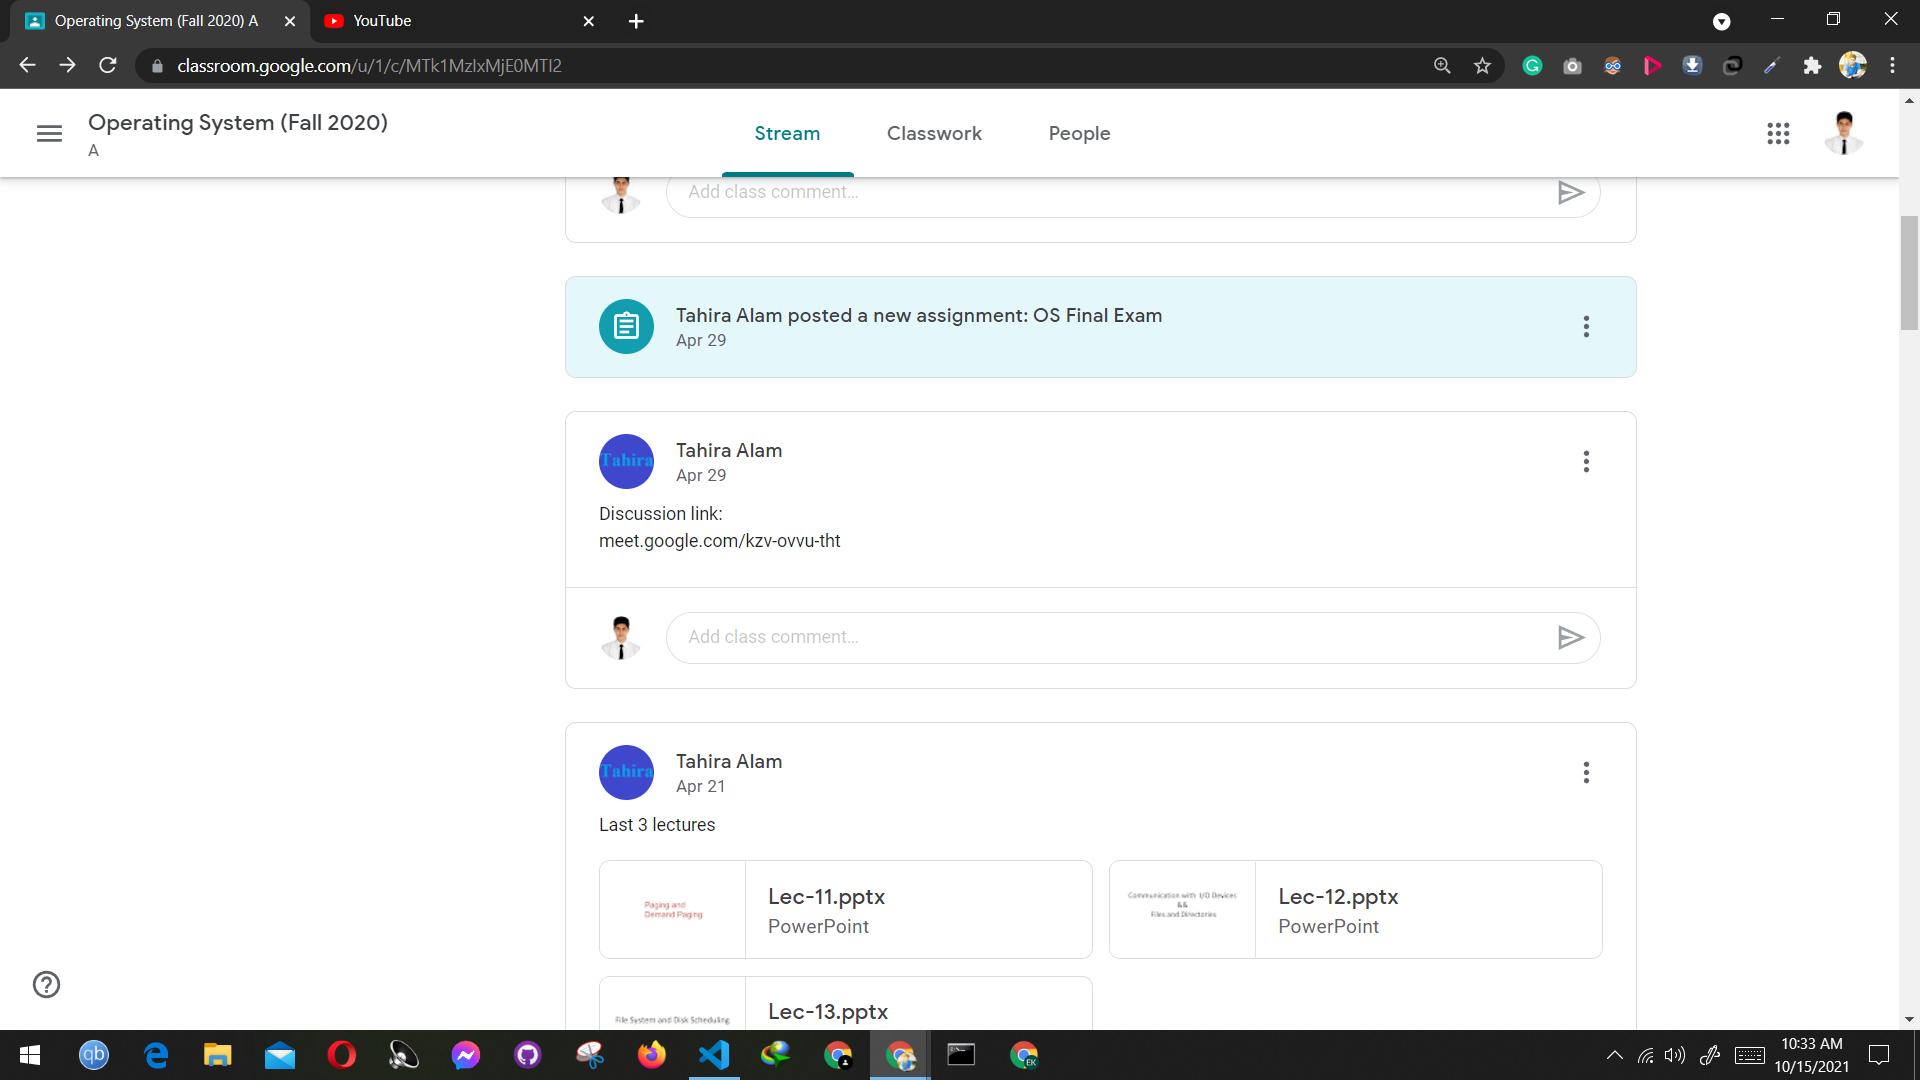 Operating System (Fall 2020) A
YouTube
classroom.google.com/u/1/c/MTk1MzIxMjE0MTI2
Operating System (Fall 2020)
A
Stream
Classwork
People
Add class comment...
Tahira Alam posted a new assignment: OS Final Exam
Apr 29
Tahira
Tahira Alam
Apr 29
Discussion link:
meet.google.com/kzv-ovvu-tht
Add class comment...
Tahira
Tahira Alam
Apr 21
Last 3 lectures
Paging and
Demand Paging
Lec-11.pptx
PowerPoint
Communication with I/O Devices
&&
Files and Directories
Lec-12.pptx
PowerPoint
File System and Disk Scheduling
Lec-13.pptx
qb
EK
10:33 AM
10/15/2021